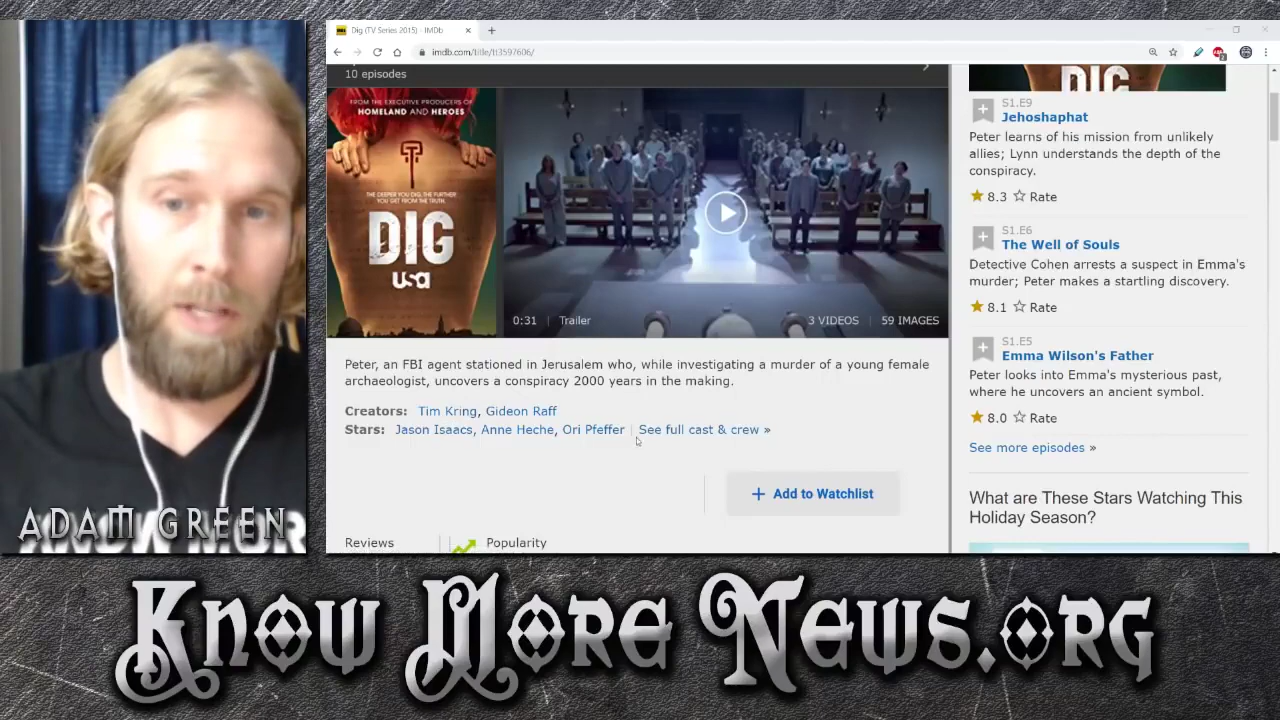 Dig (TV Series 2015) - IMDb
imdb.com/title/tt3597606/
10 episodes
FROM THE EXECUTIVE PRODUCERS OF
HOMELAND AND HEROES
THE DEEPER YOU DIG, THE FURTHER
YOU GET FROM THE TRUTH.
DIG
usa
0:31 | Trailer
3 VIDEOS | 59 IMAGES
Peter, an FBI agent stationed in Jerusalem who, while investigating a murder of a young female
archaeologist, uncovers a conspiracy 2000 years in the making.
Creators: Tim Kring, Gideon Raff
Stars: Jason Isaacs, Anne Heche, Ori Pfeffer | See full cast & crew »
+ Add to Watchlist
Reviews
Popularity
DIG
S1.E9
Jehoshaphat
Peter learns of his mission from unlikely
allies; Lynn understands the depth of the
conspiracy.
8.3 Rate
S1.E6
The Well of Souls
Detective Cohen arrests a suspect in Emma's
murder; Peter makes a startling discovery.
8.1 Rate
S1.E5
Emma Wilson's Father
Peter looks into Emma's mysterious past,
where he uncovers an ancient symbol.
8.0 Rate
See more episodes »
What are These Stars Watching This
Holiday Season?
ADAM GREEN
Know More News.org